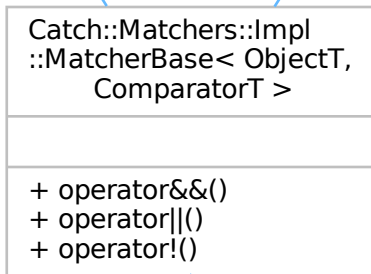 Catch::Matchers::Impl
::MatcherBase< ObjectT,
ComparatorT >
+ operator&&()
+ operator||()
+ operator!()